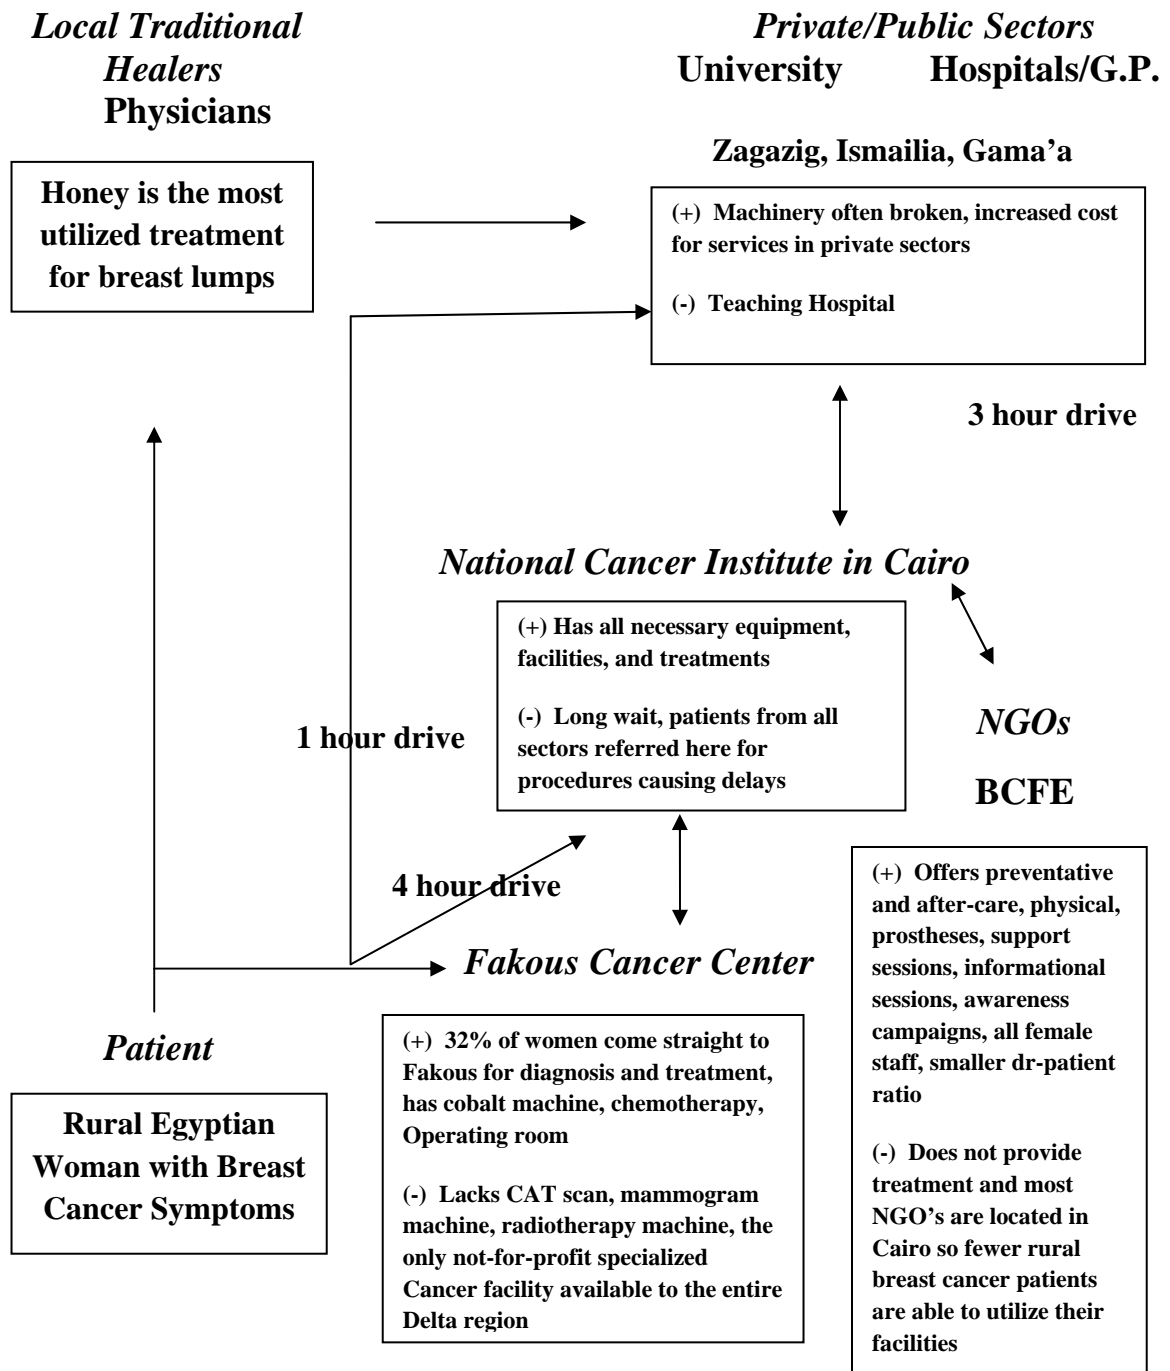 Local Traditional
Healers
Physicians
Honey is the most
utilized treatment
for breast lumps
Private/Public Sectors
University Hospitals/G.P.
Zagazig, Ismailia, Gama’a
(+) Machinery often broken, increased cost
for services in private sectors
(-) Teaching Hospital
3 hour drive
National Cancer Institute in Cairo
(+) Has all necessary equipment,
facilities, and treatments
(-) Long wait, patients from all
sectors referred here for
procedures causing delays
1 hour drive
4 hour drive
NGOs
BCFE
(+) Offers preventative
and after-care, physical,
prostheses, support
sessions, informational
sessions, awareness
campaigns, all female
staff, smaller dr-patient
ratio
(-) Does not provide
treatment and most
NGO’s are located in
Cairo so fewer rural
breast cancer patients
are able to utilize their
facilities
Fakous Cancer Center
(+) 32% of women come straight to
Fakous for diagnosis and treatment,
has cobalt machine, chemotherapy,
Operating room
(-) Lacks CAT scan, mammogram
machine, radiotherapy machine, the
only not-for-profit specialized
Cancer facility available to the entire
Delta region
Patient
Rural Egyptian
Woman with Breast
Cancer Symptoms